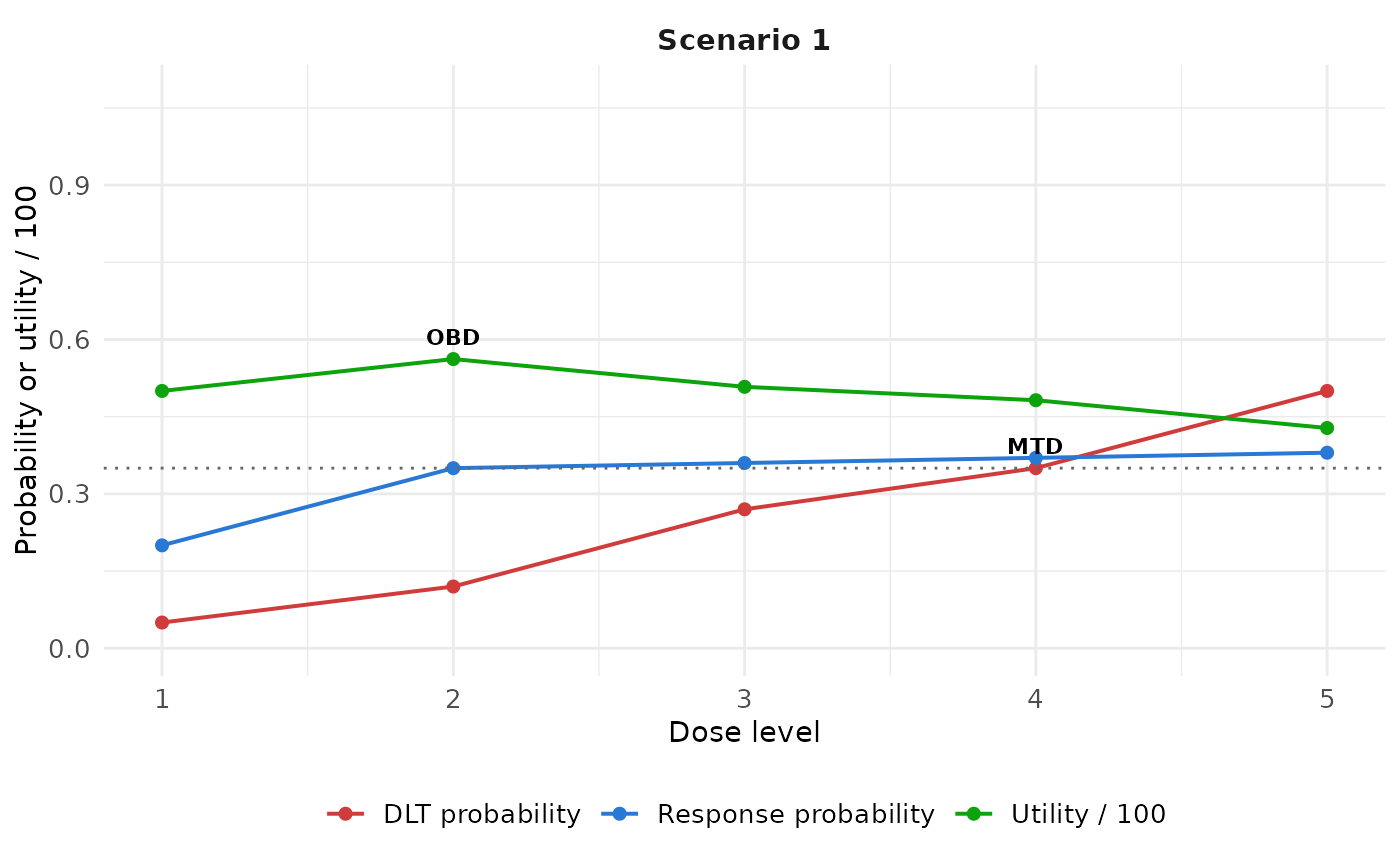 Scenario 1
Probability or utility / 100
0.9
0.6
0.3
0.0
OBD
MTD
1 2 3 4 5
Dose level
DLT probability Response probability Utility / 100